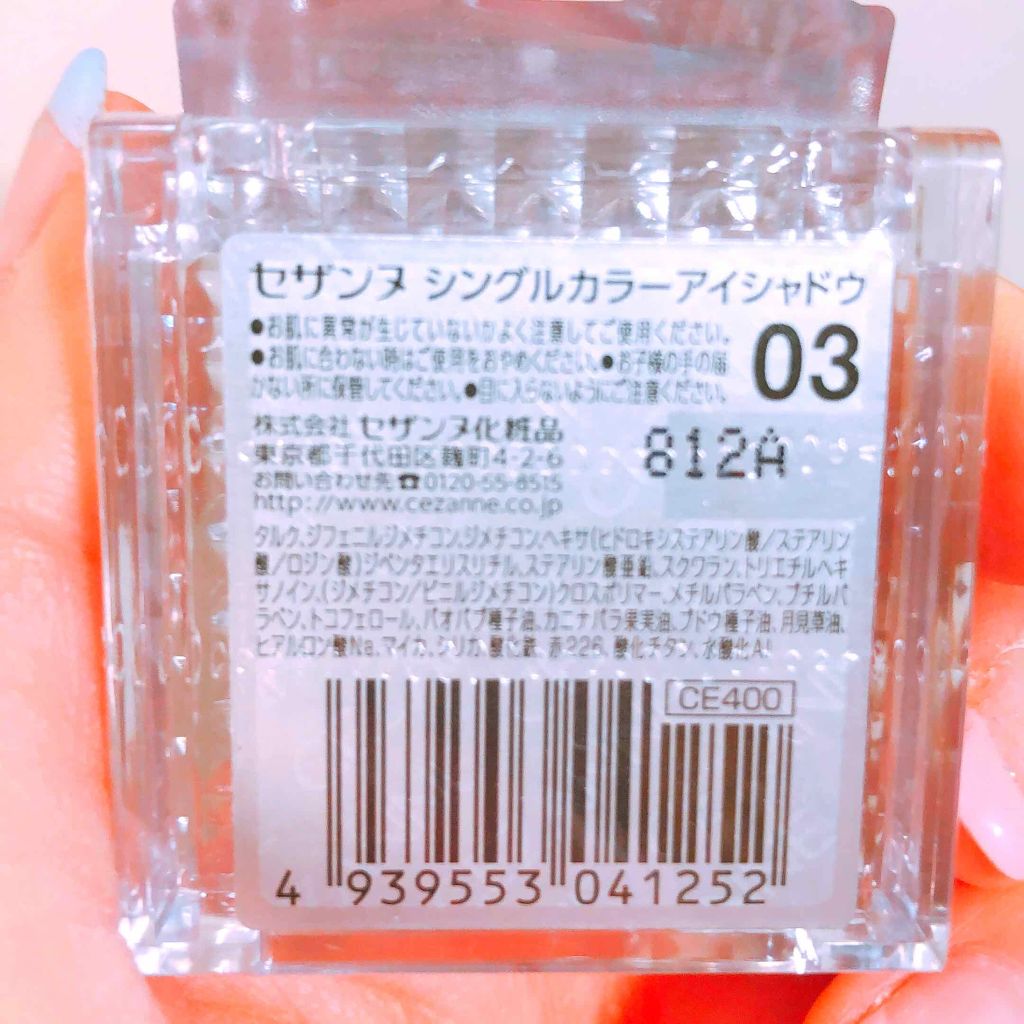 セザンヌ シングルカラーアイシャドウ
●お肌に異常が生じていないかよく注意してご使用ください。
●お肌に合わない時はご使用をおやめください。●お子様の手の届
かない所に保管してください。●目に入らないようにご注意ください。
03
株式会社 セザンヌ化粧品
東京都千代田区麹町4-2-6
お問い合わせ先☎0120-55-8515
http://www.cezanne.co.jp
812A
タルク、ジフェニルジメチコン、ジメチコン、ヘキサ(ヒドロキシステアリン酸/ステアリン
酸/ロジン酸)ジペンタエリスリチル、ステアリン酸亜鉛、スクワラン、トリエチルヘキ
サノイン、(ジメチコン/ビニルジメチコン)クロスポリマー、メチルパラベン、ブチルパ
ラベン、トコフェロール、バオバブ種子油、カニナバラ果実油、ブドウ種子油、月見草油、
ヒアルロン酸Na、マイカ、シリカ、酸化鉄、赤226、酸化チタン、水酸化Al
CE400
4 939553 041252